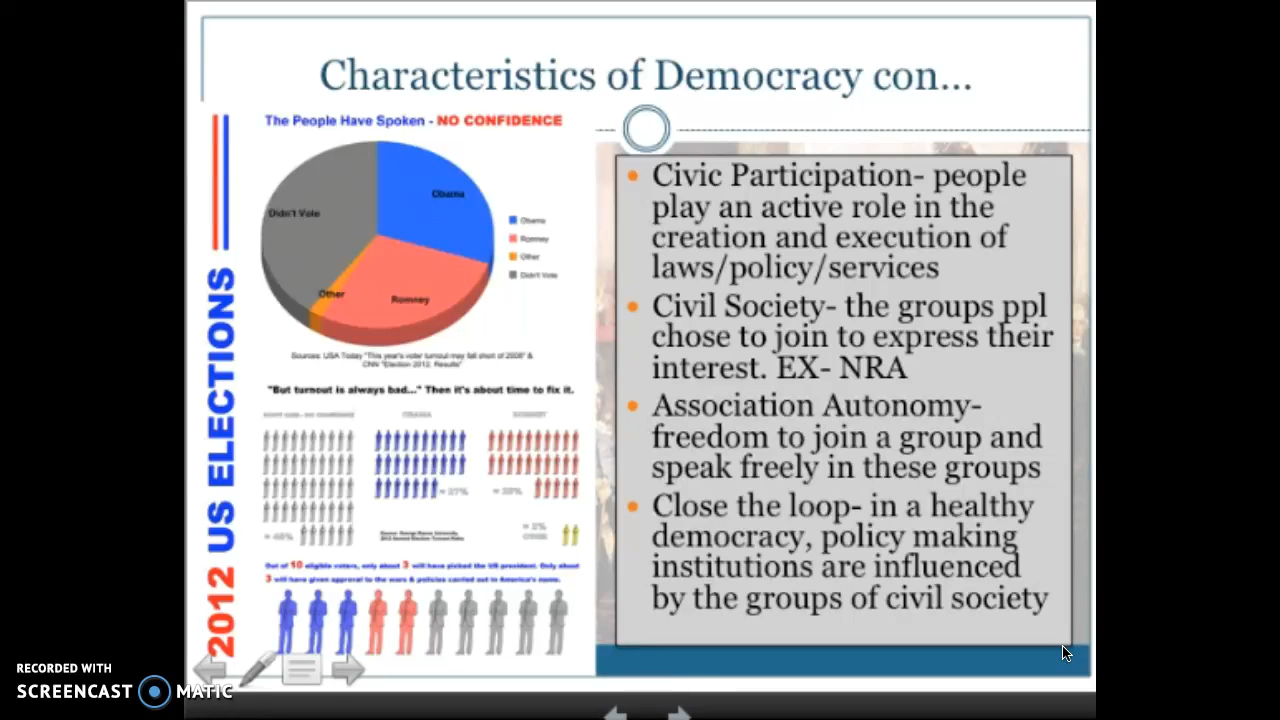 Characteristics of Democracy con...
The People Have Spoken - NO CONFIDENCE
Obama
Didn't Vote
Other
Romney
Obama
Romney
Other
Didn't Vote
Sources: USA Today "This year's voter turnout may fall short of 2008" &
CNN "Election 2012, Results"
"But turnout is always bad..." Then it's about time to fix it.
OBAMA
ROMNEY
= 27%
OTHER
Out of 10 eligible voters, only about 3 will have picked the US president. Only about
3 will have given approval to the wars & policies carried out in America's name.
2012 US ELECTIONS
Civic Participation- people
play an active role in the
creation and execution of
laws/policy/services
Civil Society- the groups ppl
chose to join to express their
interest. EX- NRA
Association Autonomy-
freedom to join a group and
speak freely in these groups
Close the loop- in a healthy
democracy, policy making
institutions are influenced
by the groups of civil society
RECORDED WITH
SCREENCAST MATIC